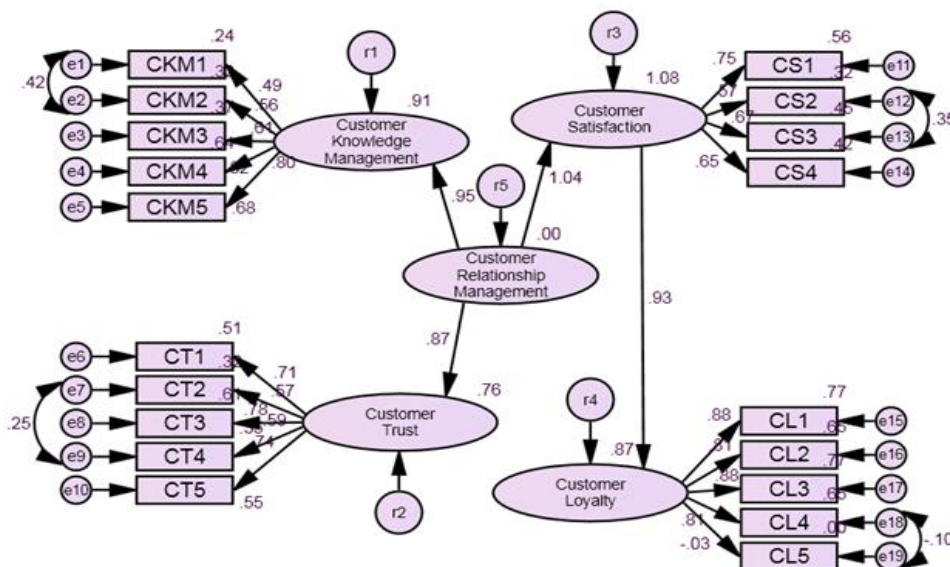 r1
r3
.24
e1
CKM1
.42
.49
e2
CKM2
.56
e3
CKM3
.61
e4
CKM4
.80
e5
CKM5
.68
.91
Customer
Knowledge
Management
1.08
Customer
Satisfaction
.56
.75
CS1
e11
CS2
e12
.67
CS3
e13
.35
.42
.65
CS4
e14
r5
.95
1.04
.00
Customer
Relationship
Management
.93
.87
.51
e6
CT1
.71
e7
CT2
.57
.25
e8
CT3
.78
.59
e9
CT4
.74
e10
CT5
.55
.76
Customer
Trust
r2
r4
.87
Customer
Loyalty
.77
.88
CL1
e15
.81
CL2
e16
.88
CL3
e17
.81
CL4
e18
-.03
CL5
e19
-.10